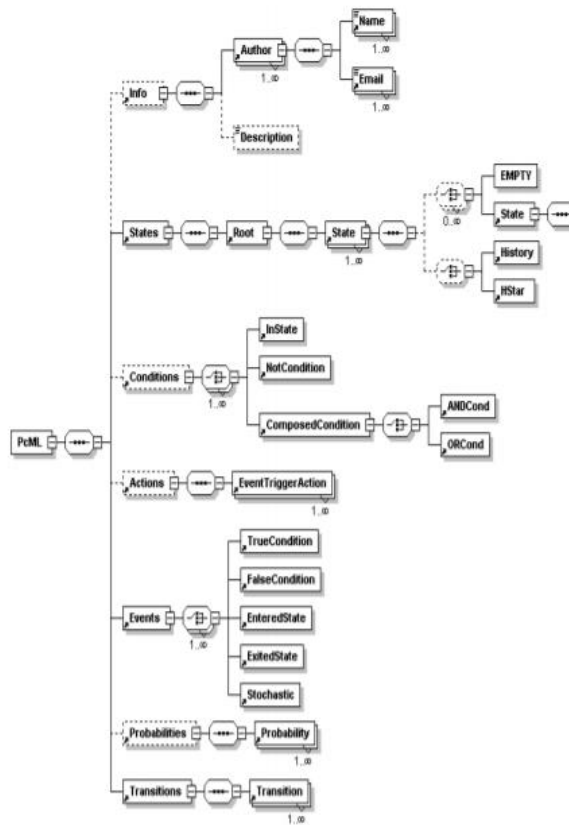 Name
1..∞
Author
1..∞
Email
1..∞
Info
Description
EMPTY
State
0..∞
States
Root
State
1..∞
History
HStar
InState
NotCondition
Conditions
1..∞
ComposedCondition
ANDCond
ORCond
PcML
Actions
EventTriggerAction
1..∞
TrueCondition
FalseCondition
Events
1..∞
EnteredState
ExitedState
Stochastic
Probabilities
Probability
1..∞
Transitions
Transition
1..∞